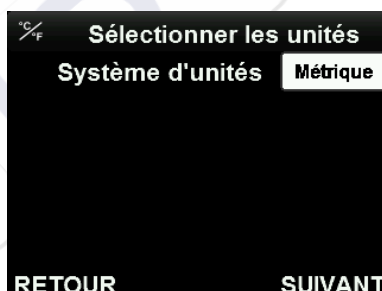 °C/°F Sélectionner les unités
Système d'unités Métrique
RETOUR SUIVANT